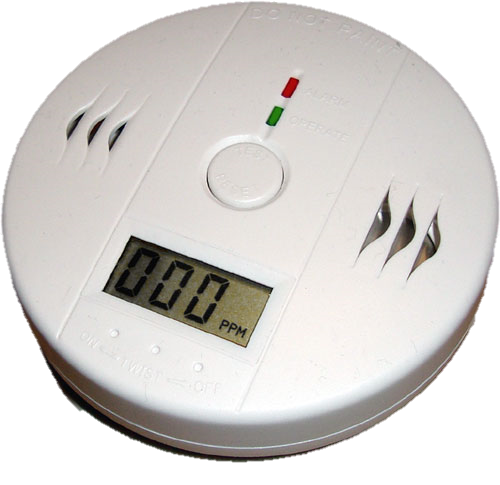 DO NOT PAINT
ALARM
OPERATE
TEST
RESET
000 PPM
ON TWIST OFF